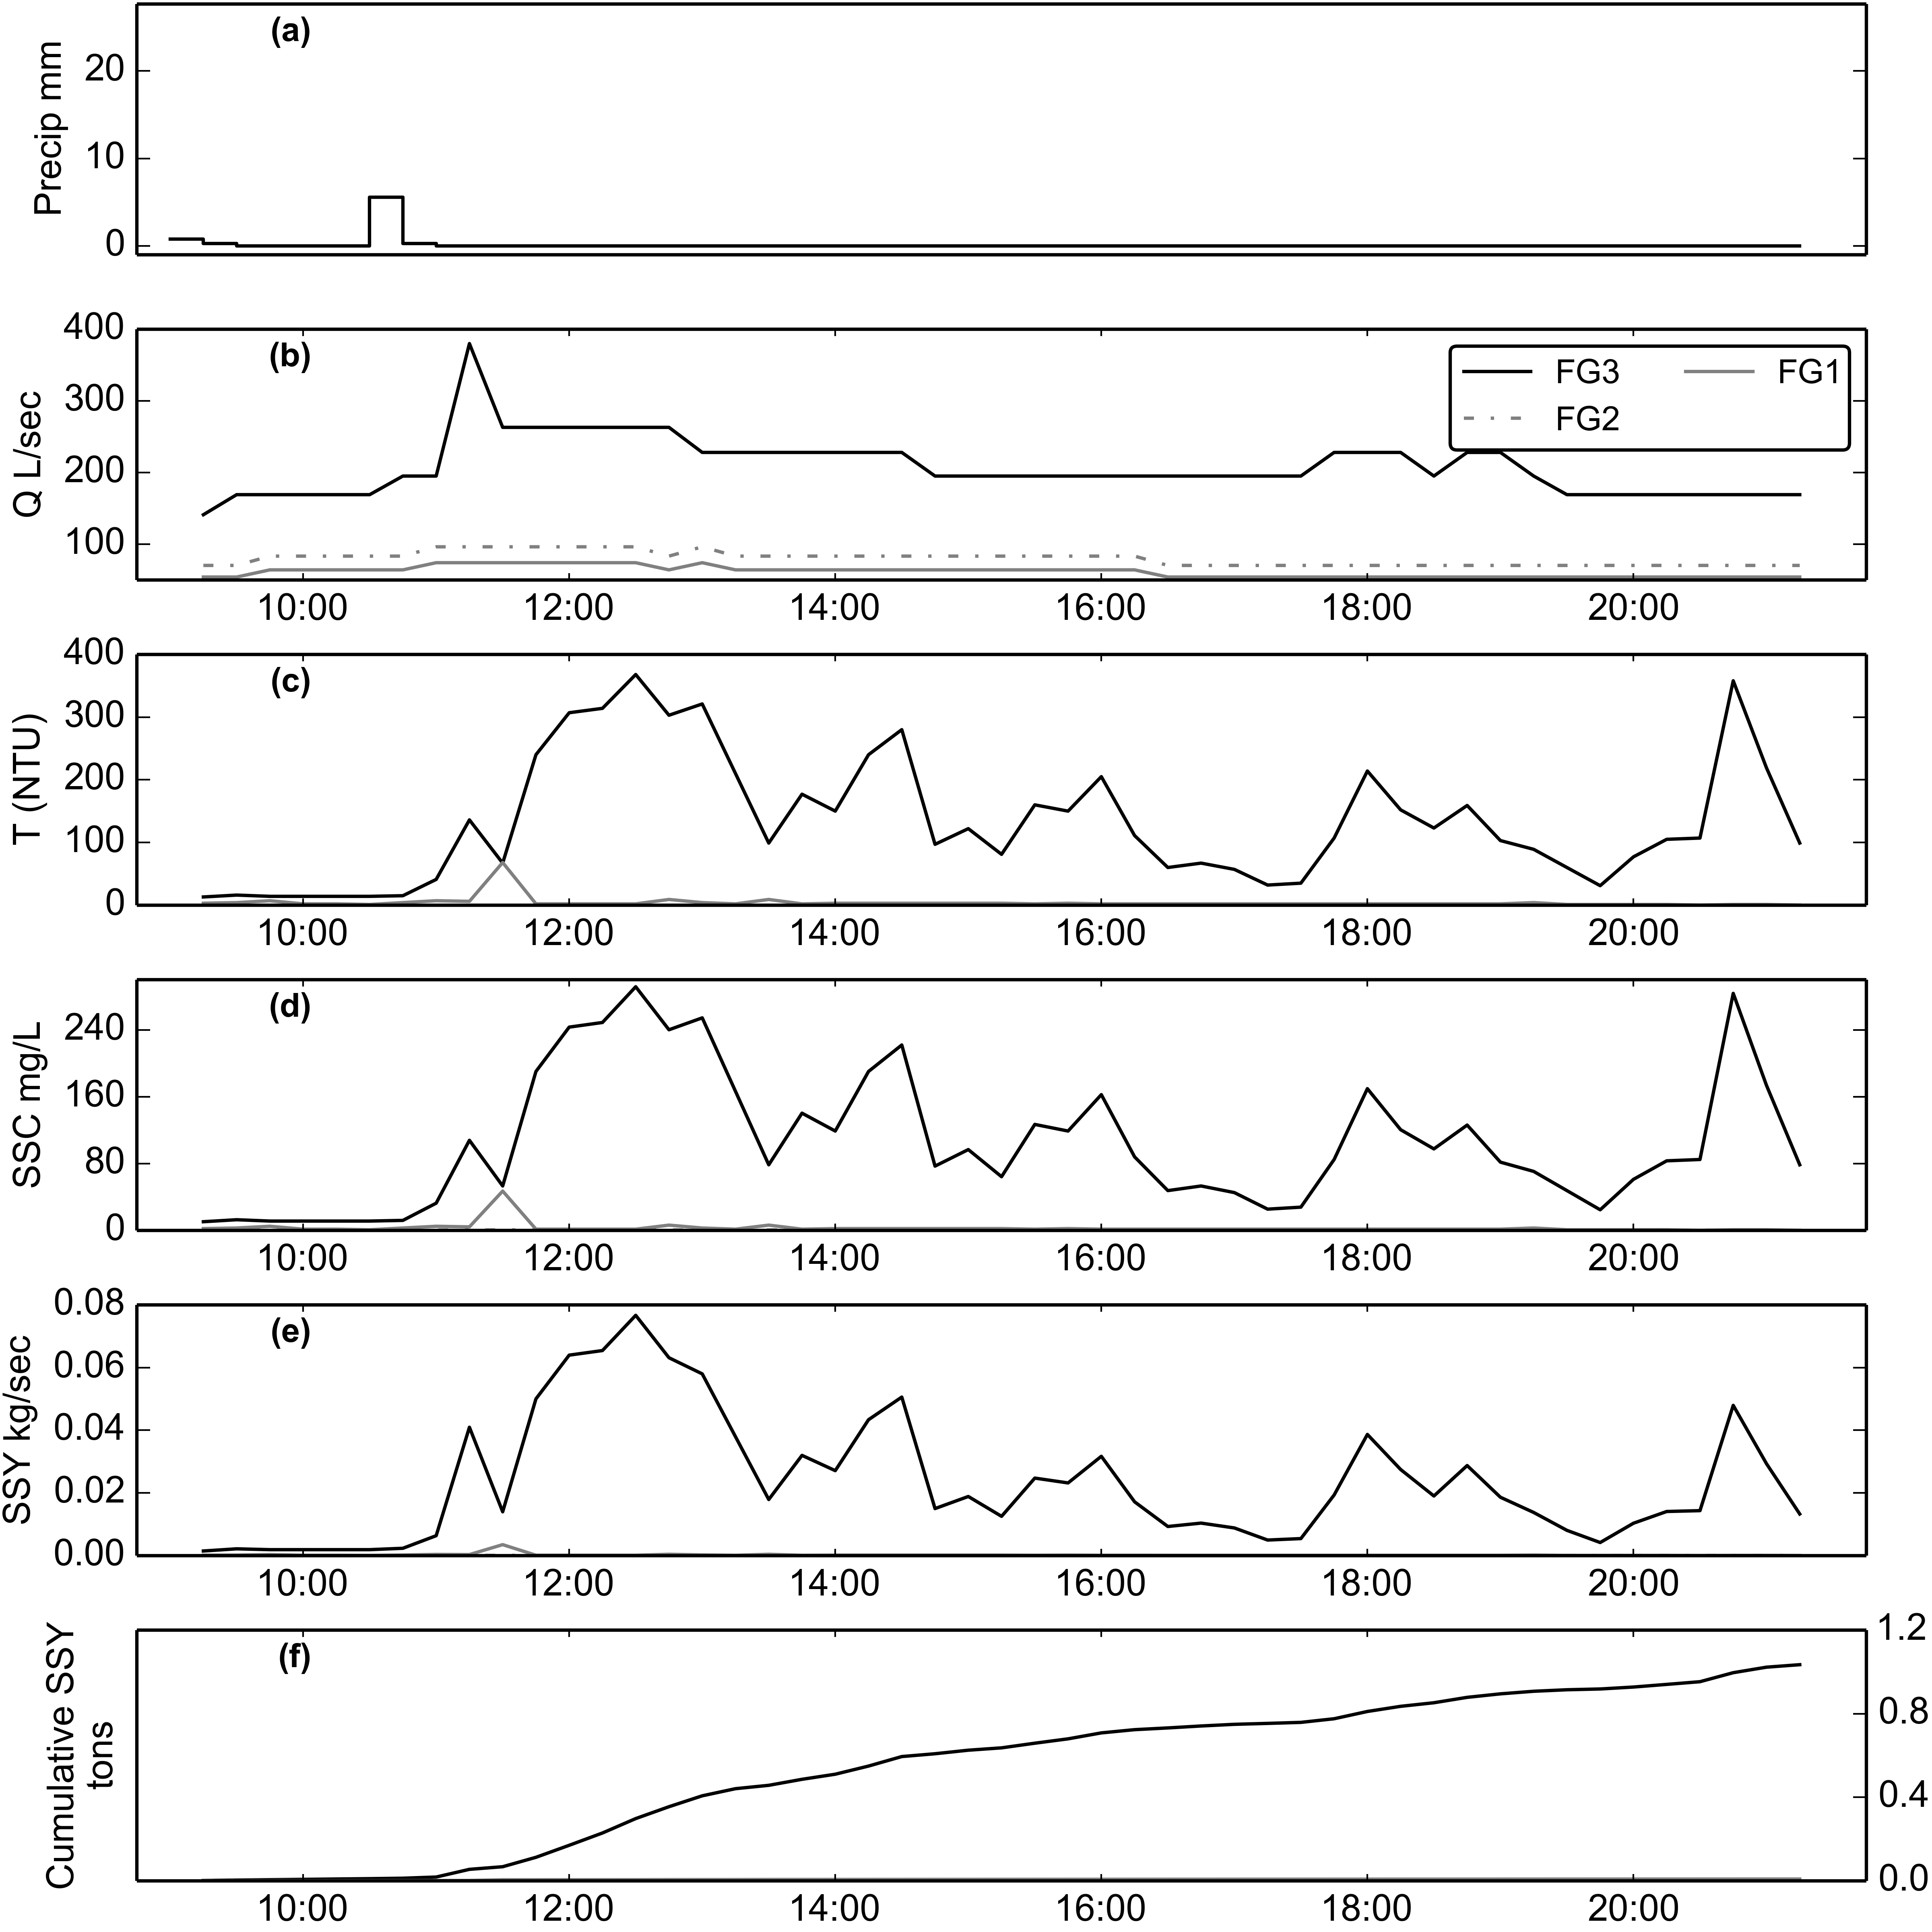 (a)
Precip mm
20
10
0
(b)
Q L/sec
400
300
200
100
FG3 FG1
FG2
10:00 12:00 14:00 16:00 18:00 20:00
(c)
T (NTU)
400
300
200
100
0
10:00 12:00 14:00 16:00 18:00 20:00
(d)
SSC mg/L
240
160
80
0
10:00 12:00 14:00 16:00 18:00 20:00
(e)
SSY kg/sec
0.08
0.06
0.04
0.02
0.00
10:00 12:00 14:00 16:00 18:00 20:00
(f)
Cumulative SSY
tons
1.2
0.8
0.4
0.0
10:00 12:00 14:00 16:00 18:00 20:00